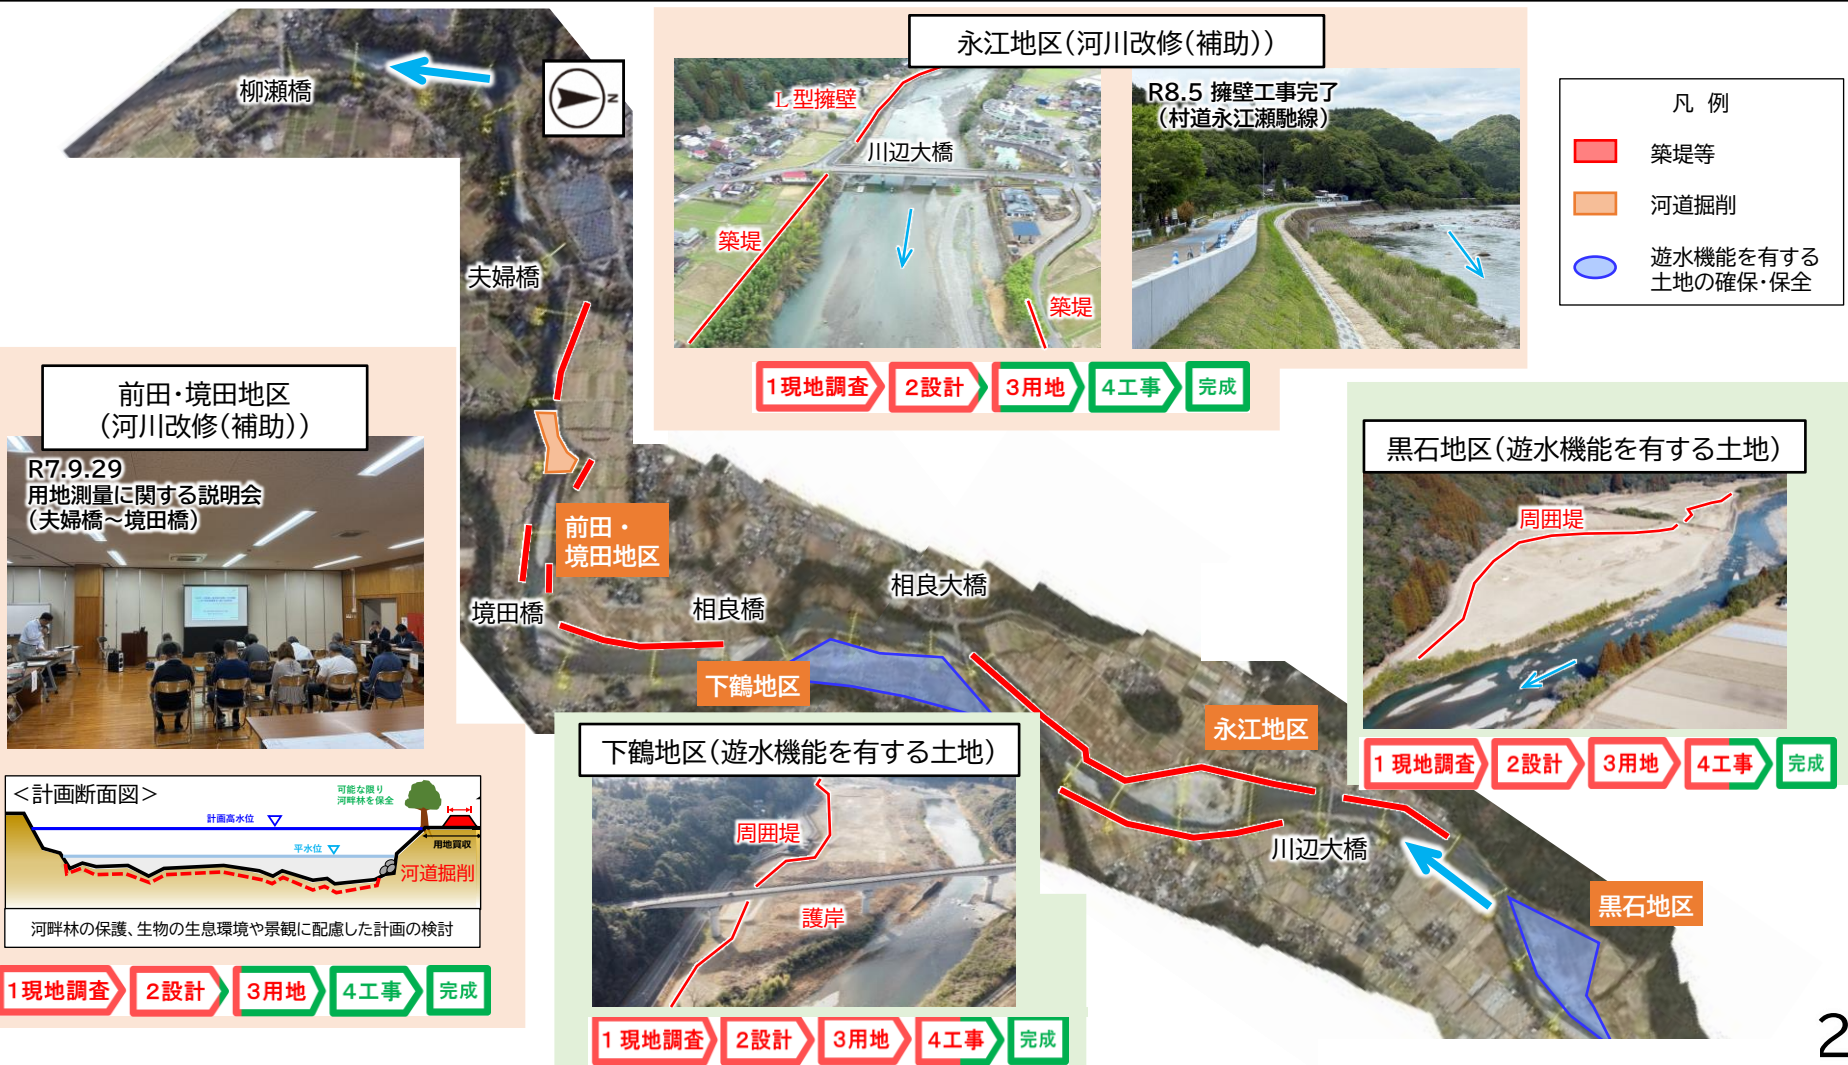 柳瀬橋
N
夫婦橋
境田橋
相良橋
相良大橋
川辺大橋
前田・
境田地区
下鶴地区
永江地区
黒石地区
永江地区(河川改修(補助))
L型擁壁
川辺大橋
築堤
築堤
R8.5 擁壁工事完了
(村道永江瀬馳線)
1現地調査
2設計
3用地
4工事
完成
凡 例
築堤等
河道掘削
遊水機能を有する
土地の確保・保全
前田・境田地区
(河川改修(補助))
R7.9.29
用地測量に関する説明会
(夫婦橋～境田橋)
＜計画断面図＞
可能な限り
河畔林を保全
計画高水位
平水位
用地買収
河道掘削
河畔林の保護、生物の生息環境や景観に配慮した計画の検討
1現地調査
2設計
3用地
4工事
完成
下鶴地区(遊水機能を有する土地)
周囲堤
護岸
1 現地調査
2設計
3用地
4工事
完成
黒石地区(遊水機能を有する土地)
周囲堤
1 現地調査
2設計
3用地
4工事
完成
2